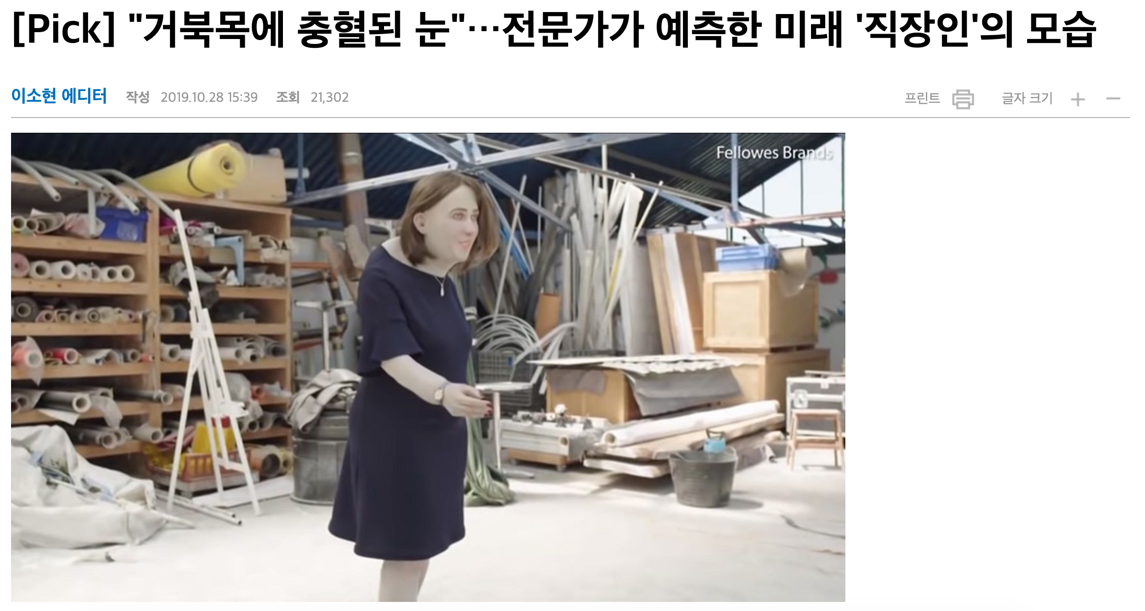 [Pick] "거북목에 충혈된 눈"…전문가가 예측한 미래 '직장인'의 모습
이소현 에디터 작성 2019.10.28 15:39 조회 21,302 프린트 글자 크기 + −
Fellowes Brands